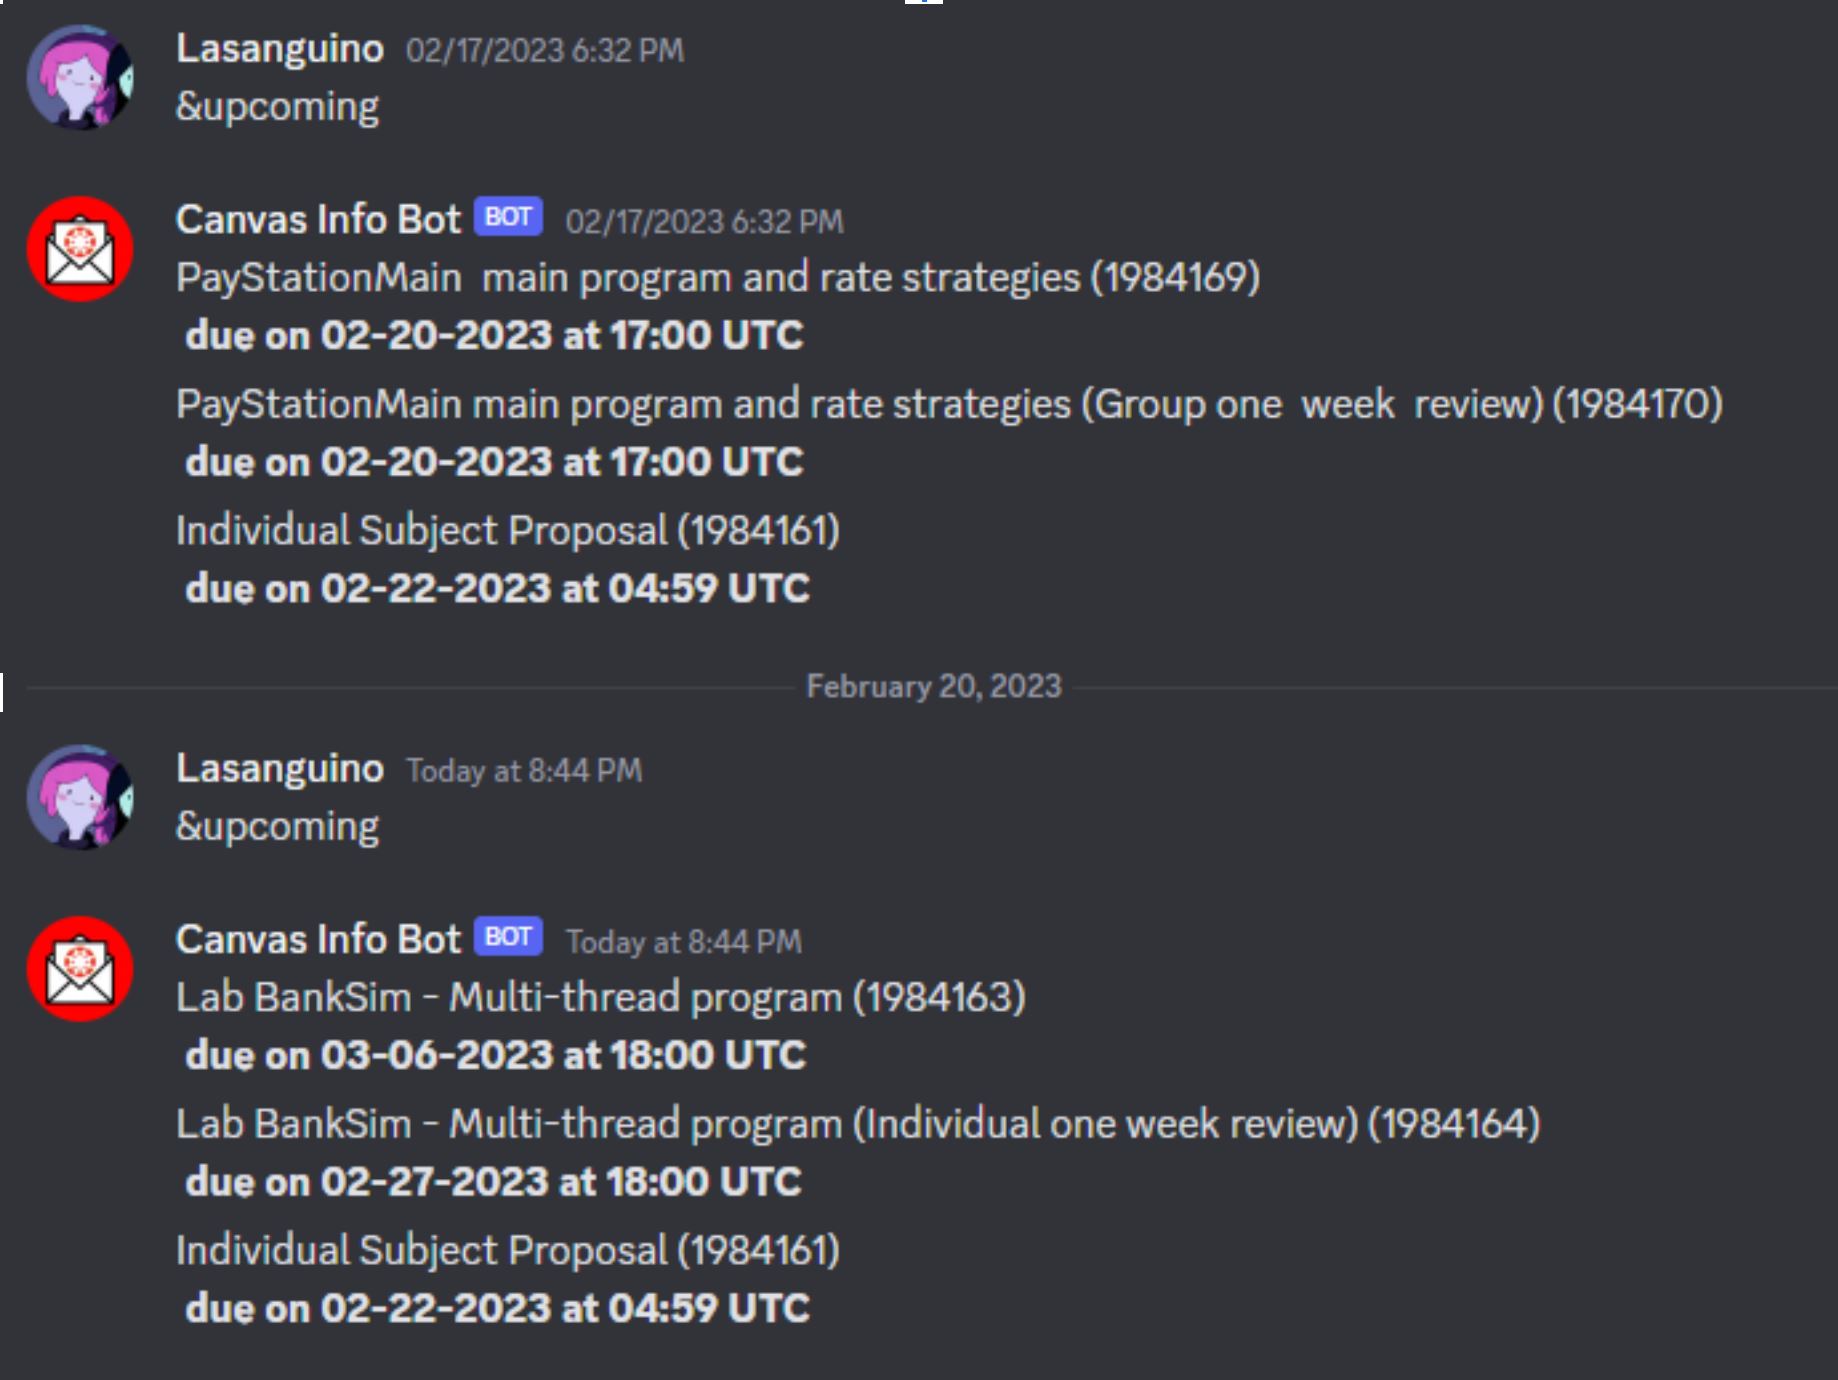 Lasanguino 02/17/2023 6:32 PM
&upcoming
Canvas Info Bot BOT 02/17/2023 6:32 PM
PayStationMain  main program and rate strategies (1984169)
due on 02-20-2023 at 17:00 UTC
PayStationMain main program and rate strategies (Group one  week  review) (1984170)
due on 02-20-2023 at 17:00 UTC
Individual Subject Proposal (1984161)
due on 02-22-2023 at 04:59 UTC
February 20, 2023
Lasanguino Today at 8:44 PM
&upcoming
Canvas Info Bot BOT Today at 8:44 PM
Lab BankSim - Multi-thread program (1984163)
due on 03-06-2023 at 18:00 UTC
Lab BankSim - Multi-thread program (Individual one week review) (1984164)
due on 02-27-2023 at 18:00 UTC
Individual Subject Proposal (1984161)
due on 02-22-2023 at 04:59 UTC